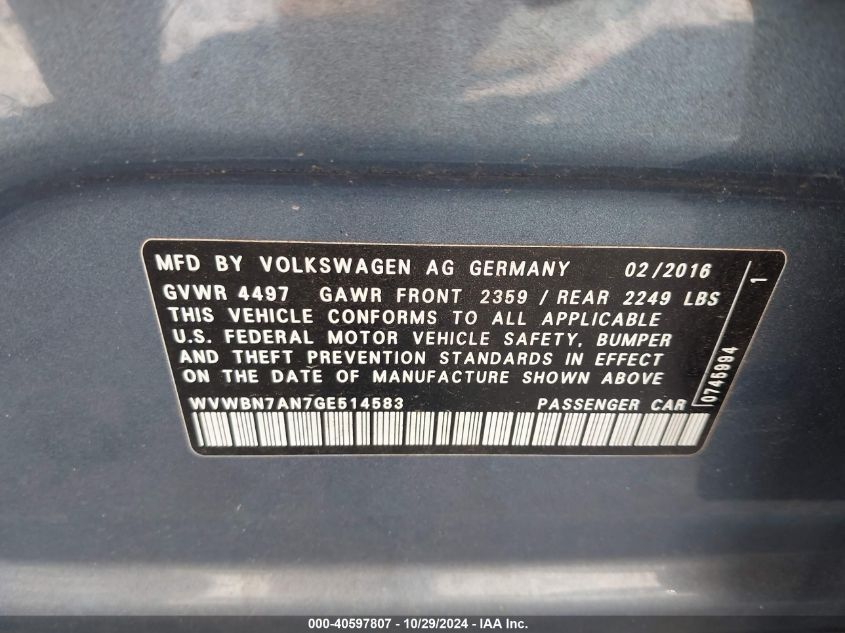 MFD BY VOLKSWAGEN AG GERMANY 02/2016
GVWR 4497 GAWR FRONT 2359 / REAR 2249 LBS
THIS VEHICLE CONFORMS TO ALL APPLICABLE
U.S. FEDERAL MOTOR VEHICLE SAFETY, BUMPER
AND THEFT PREVENTION STANDARDS IN EFFECT
ON THE DATE OF MANUFACTURE SHOWN ABOVE
WVWBN7AN7GE514583 PASSENGER CAR
0745994 1
000-40597807 - 10/29/2024 - IAA Inc.